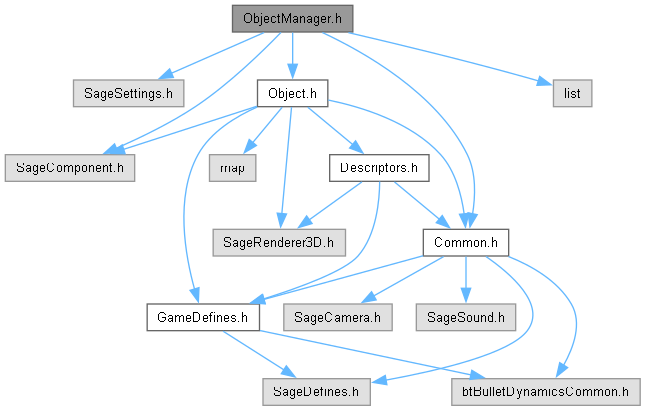 ObjectManager.h
SageSettings.h
Object.h
list
SageComponent.h
map
Descriptors.h
SageRenderer3D.h
Common.h
GameDefines.h
SageCamera.h
SageSound.h
SageDefines.h
btBulletDynamicsCommon.h